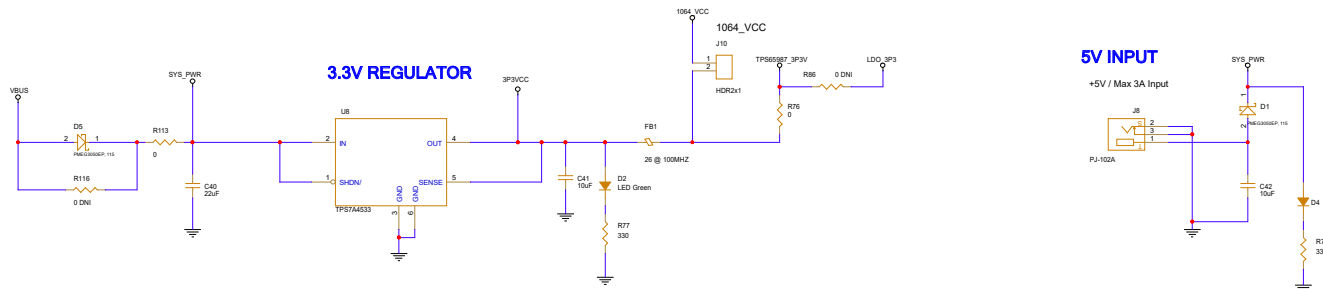 1064_VCC
1064_VCC
J10
1
2
HDR2x1
TPS65987_3P3V
LDO_3P3
R86
0 DNI
R76
0
3.3V REGULATOR
SYS_PWR
VBUS
3P3VCC
D5
2
1
PMEG3050EP, 115
R113
0
R116
0 DNI
C40
22uF
U8
2
IN
OUT
4
1
SHDN/
SENSE
5
GND
GND
3
6
TPS7A4533
C41
10uF
D2
LED Green
R77
330
FB1
26 @ 100MHZ
5V INPUT
+5V / Max 3A Input
J8
2
3
1
PJ-102A
SYS_PWR
1
D1
PMEG3050EP, 115
2
C42
10uF
D4